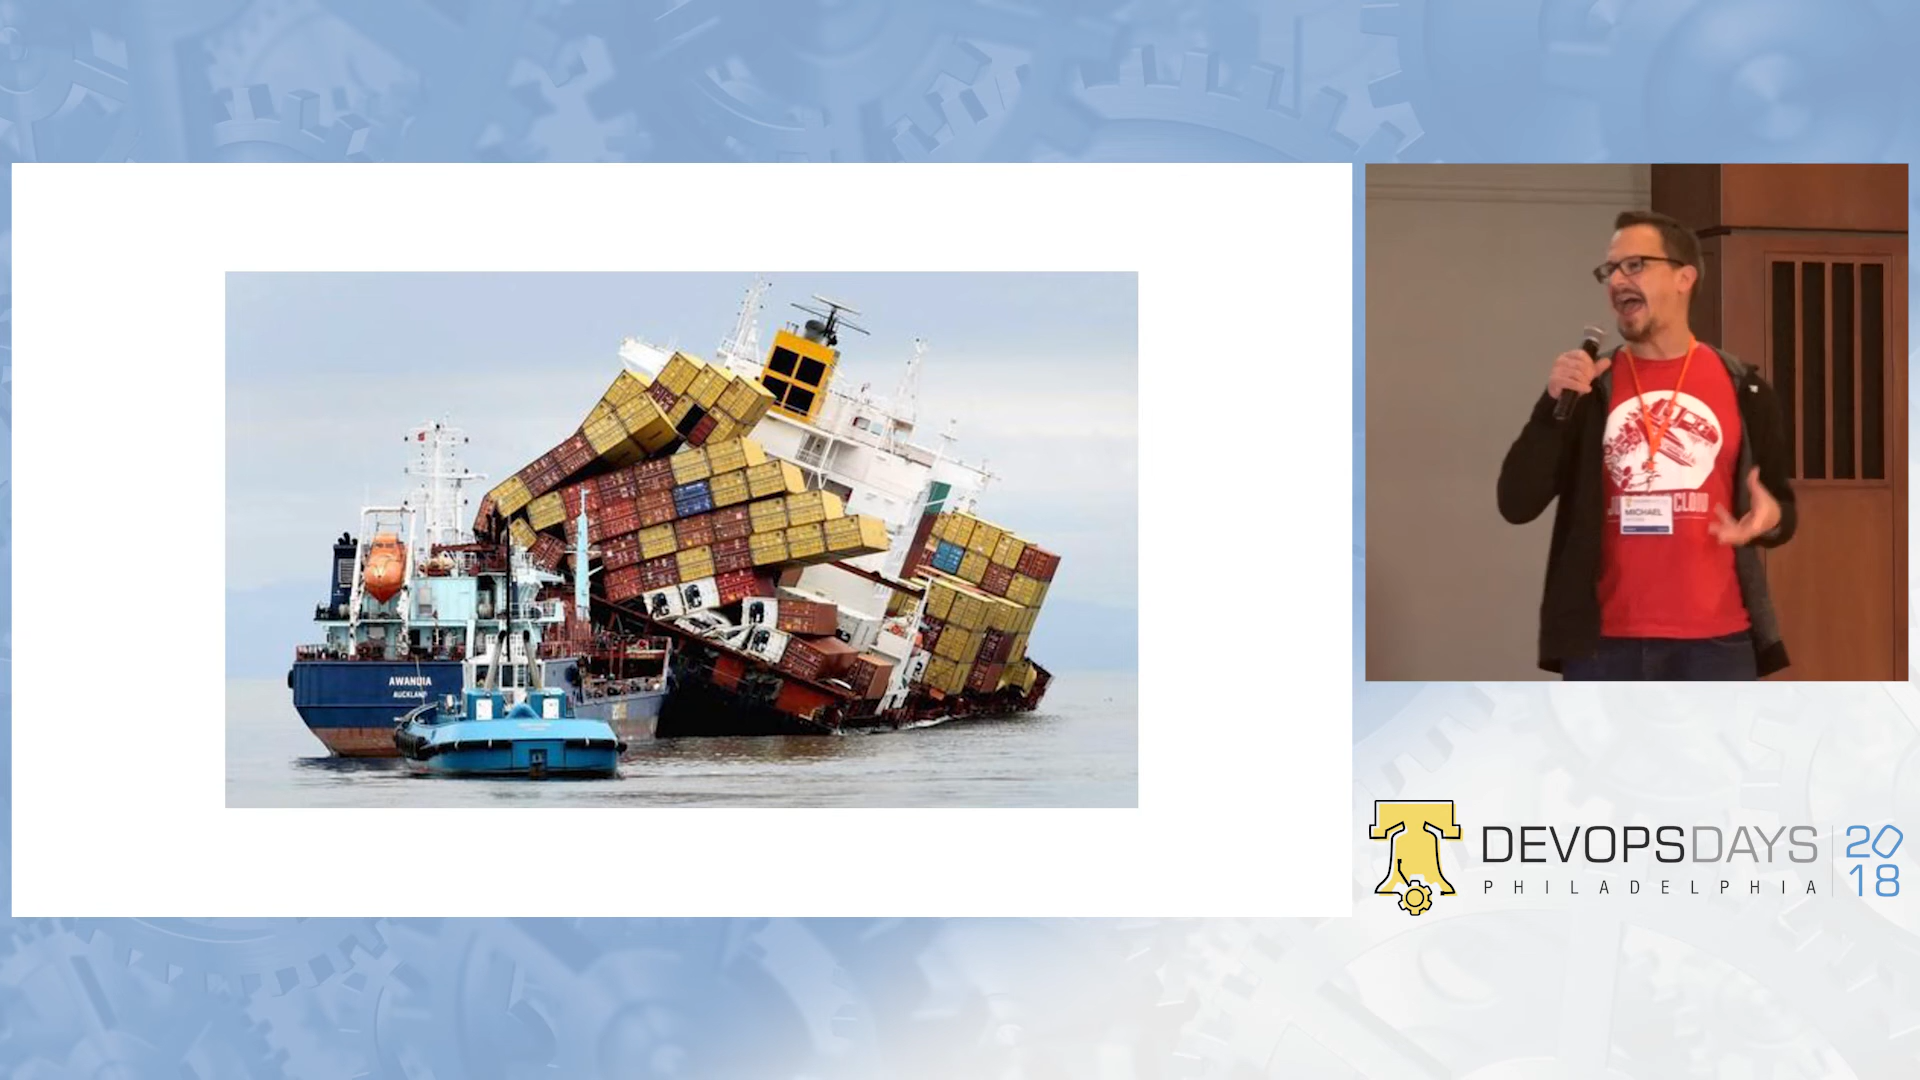 AWANUIA
AUCKLAND
MICHAEL
CLOUD
DEVOPSDAYS
PHILADELPHIA
20
18